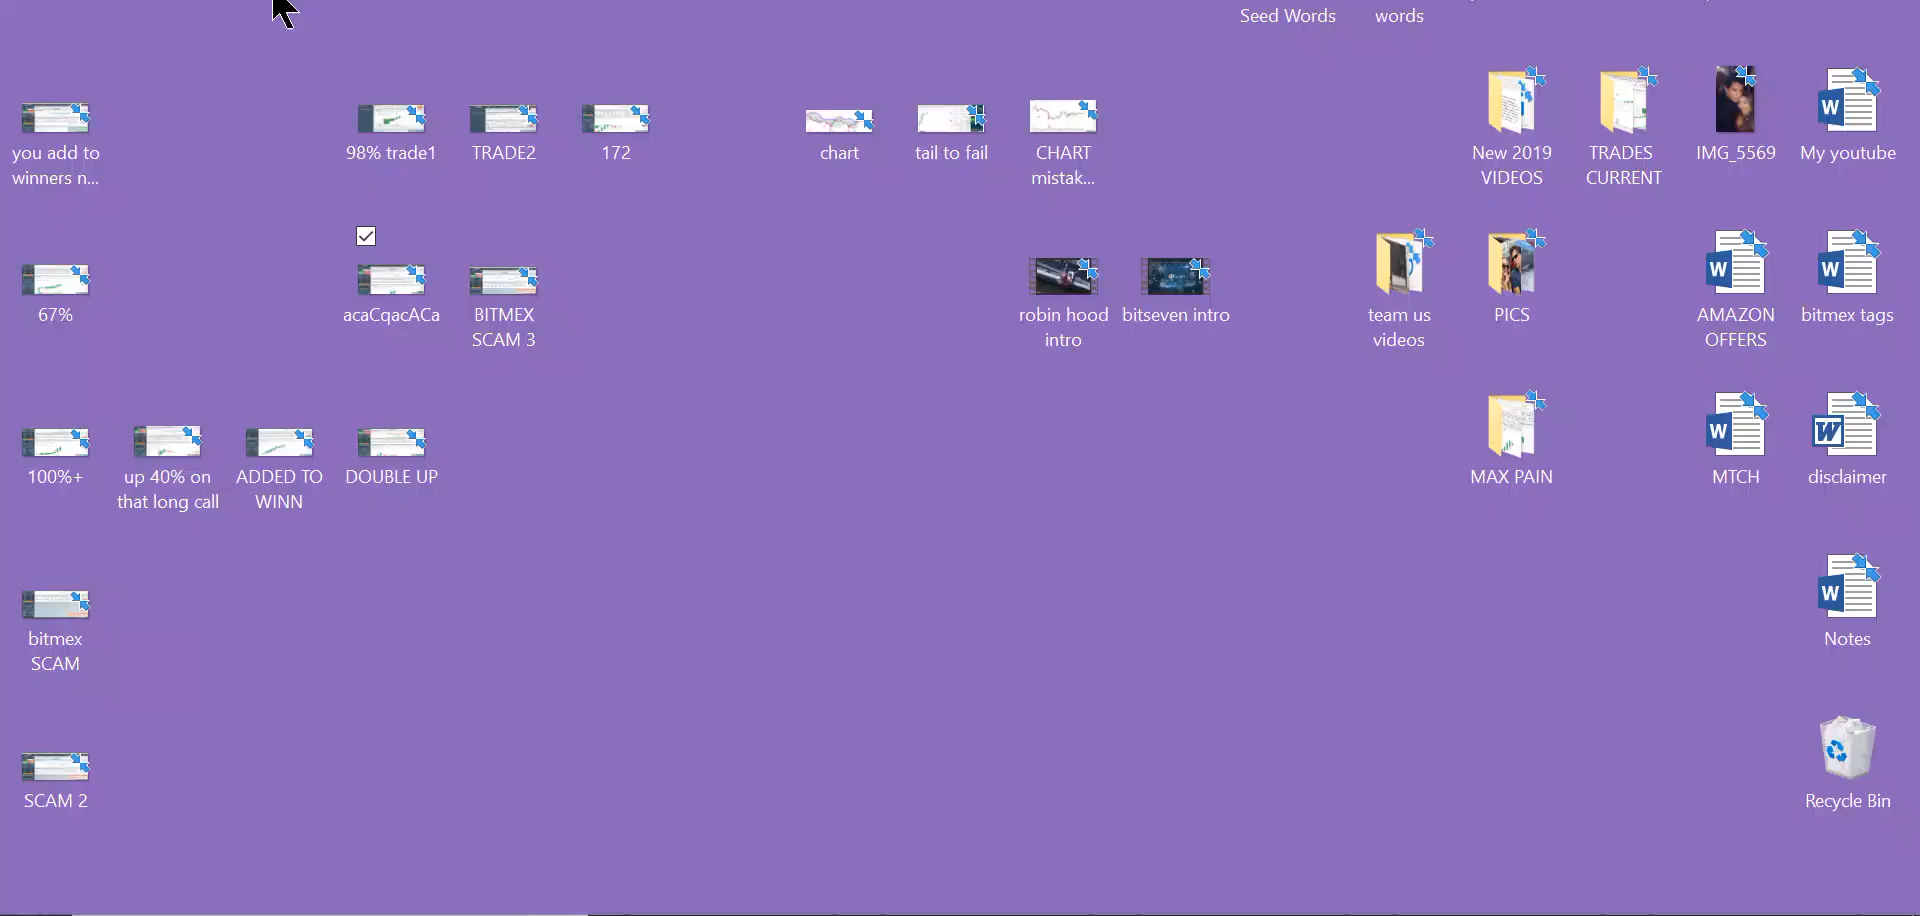 Seed Words
words
you add to
winners n...
98% trade1
TRADE2
172
chart
tail to fail
CHART
mistak...
New 2019
VIDEOS
TRADES
CURRENT
IMG_5569
My youtube
67%
acaCqacACa
BITMEX
SCAM 3
robin hood
intro
bitseven intro
team us
videos
PICS
AMAZON
OFFERS
bitmex tags
100%+
up 40% on
that long call
ADDED TO
WINN
DOUBLE UP
MAX PAIN
MTCH
disclaimer
bitmex
SCAM
Notes
SCAM 2
Recycle Bin